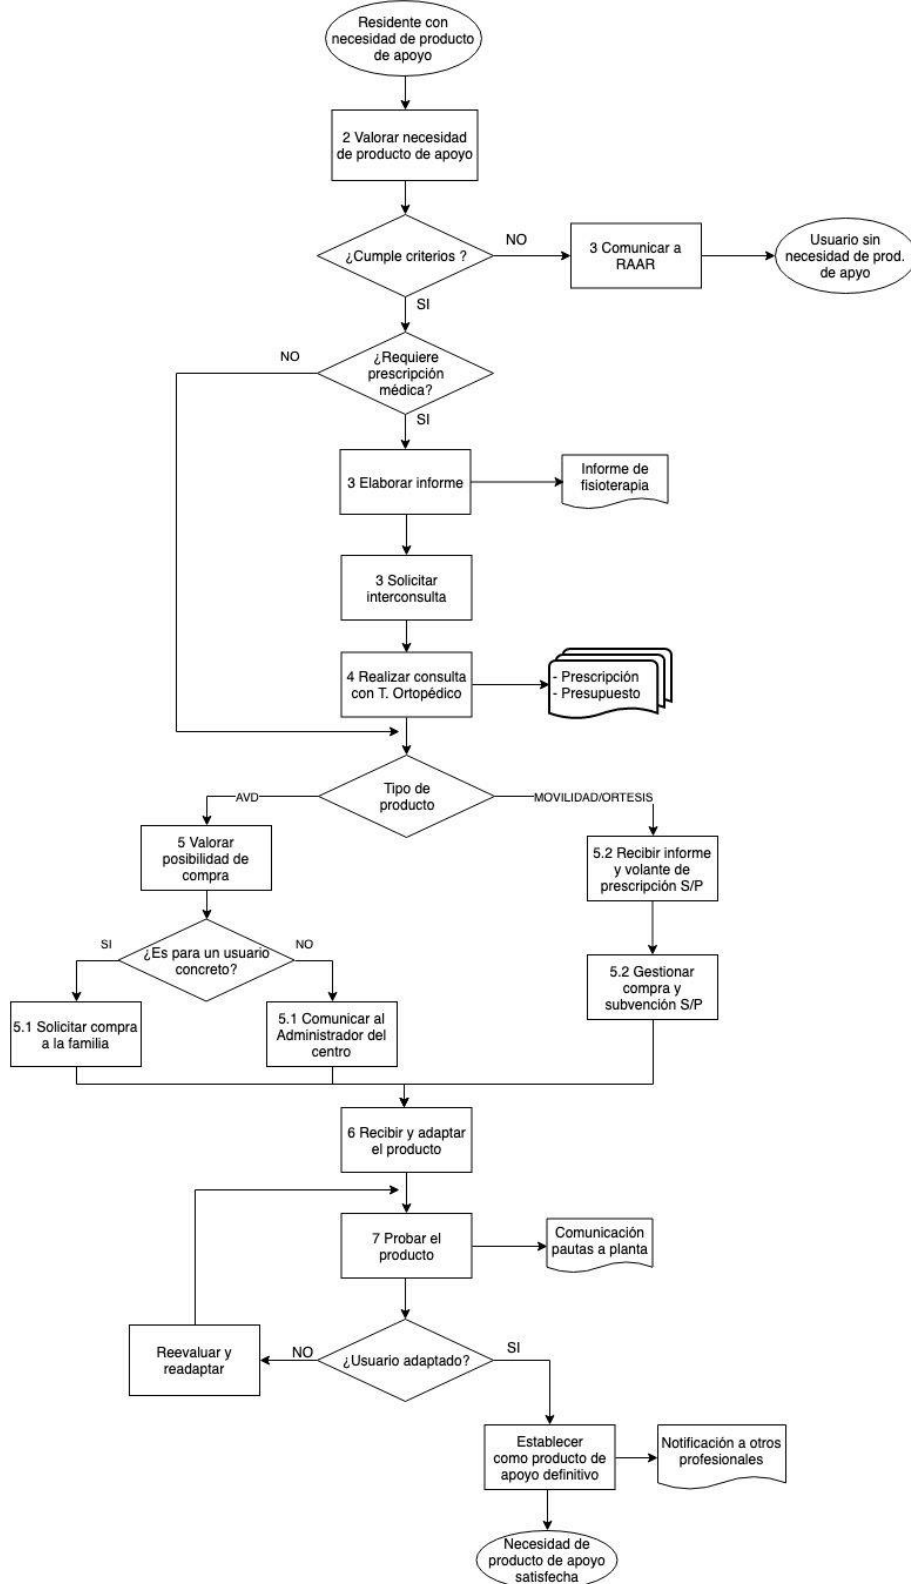 Residente con
necesidad de producto
de apoyo
2 Valorar necesidad
de producto de apoyo
¿Cumple criterios ?
NO
3 Comunicar a
RAAR
Usuario sin
necesidad de prod.
de apyo
SI
¿Requiere
prescripción
médica?
NO
SI
3 Elaborar informe
Informe de
fisioterapia
3 Solicitar
interconsulta
4 Realizar consulta
con T. Ortopédico
- Prescripción
- Presupuesto
Tipo de
producto
AVD
MOVILIDAD/ORTESIS
5 Valorar
posibilidad de
compra
5.2 Recibir informe
y volante de
prescripción S/P
¿Es para un usuario
concreto?
SI
NO
5.2 Gestionar
compra y
subvención S/P
5.1 Solicitar compra
a la familia
5.1 Comunicar al
Administrador del
centro
6 Recibir y adaptar
el producto
7 Probar el
producto
Comunicación
pautas a planta
¿Usuario adaptado?
NO
SI
Reevaluar y
readaptar
Establecer
como producto de
apoyo definitivo
Notificación a otros
profesionales
Necesidad de
producto de apoyo
satisfecha